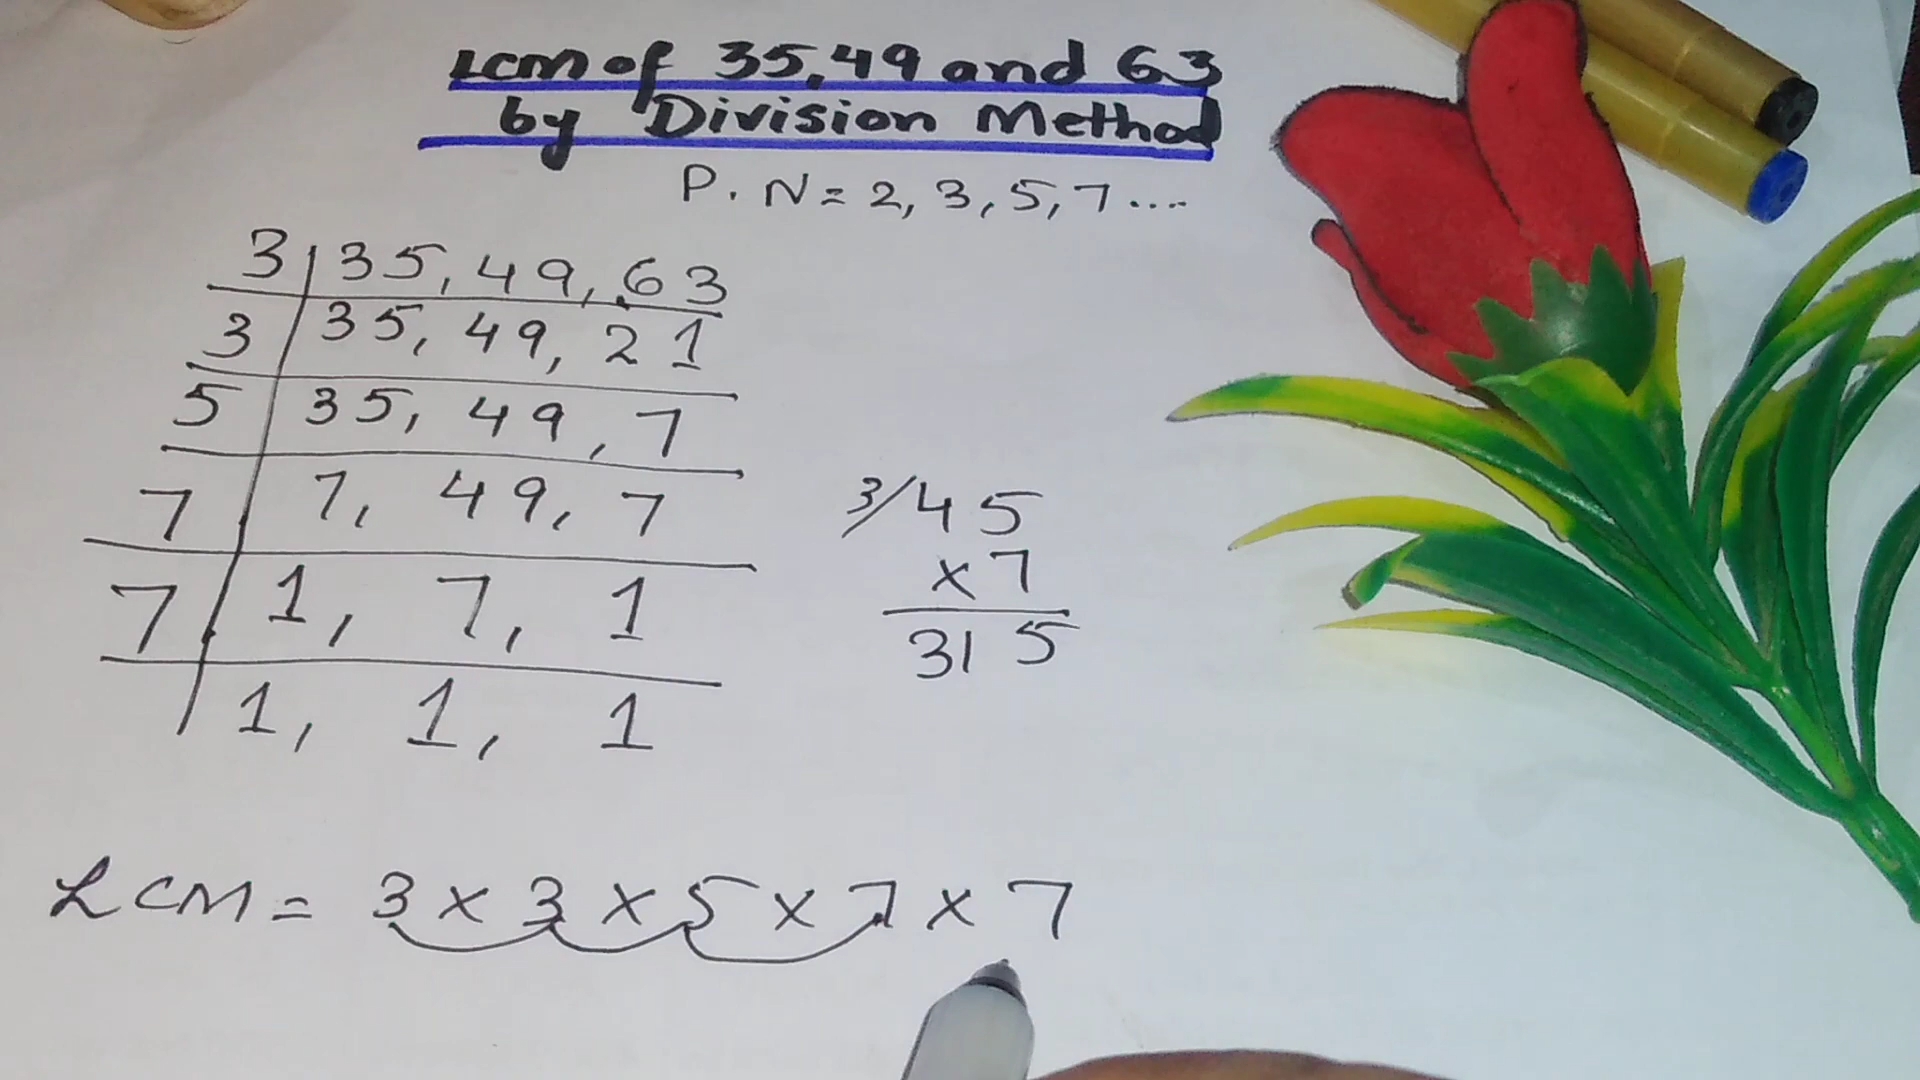 LCM of 35,49 and 63
by Division Method
P. N = 2, 3, 5, 7 ....
3 | 35, 49, 63
3 | 35, 49, 21
5 | 35, 49, 7
7 | 7, 49, 7
7 | 1, 7, 1
| 1, 1, 1
3/45
x7
315
LCM = 3 x 3 x 5 x 7 x 7